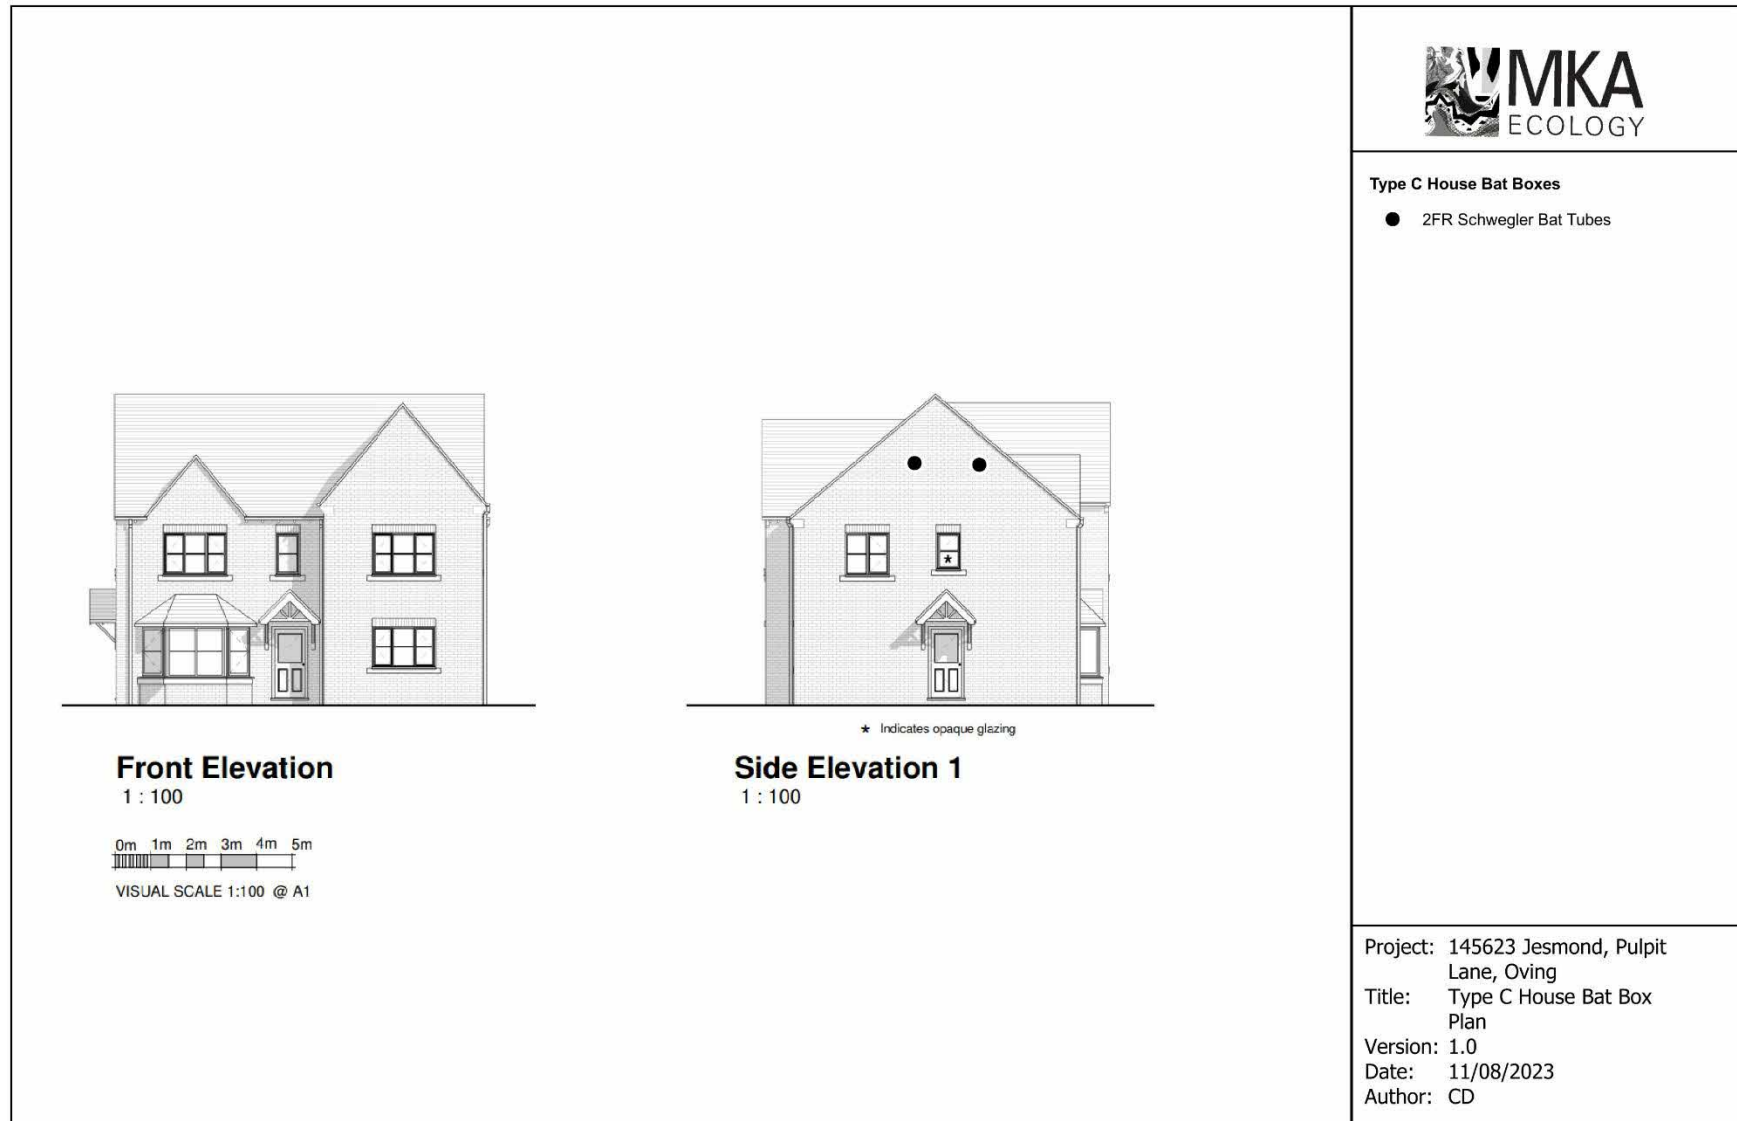 MKA
ECOLOGY
Type C House Bat Boxes
2FR Schwegler Bat Tubes
*
* Indicates opaque glazing
Front Elevation
1 : 100
Side Elevation 1
1 : 100
0m 1m 2m 3m 4m 5m
VISUAL SCALE 1:100 @ A1
Project: 145623 Jesmond, Pulpit
Lane, Oving
Title: Type C House Bat Box
Plan
Version: 1.0
Date: 11/08/2023
Author: CD